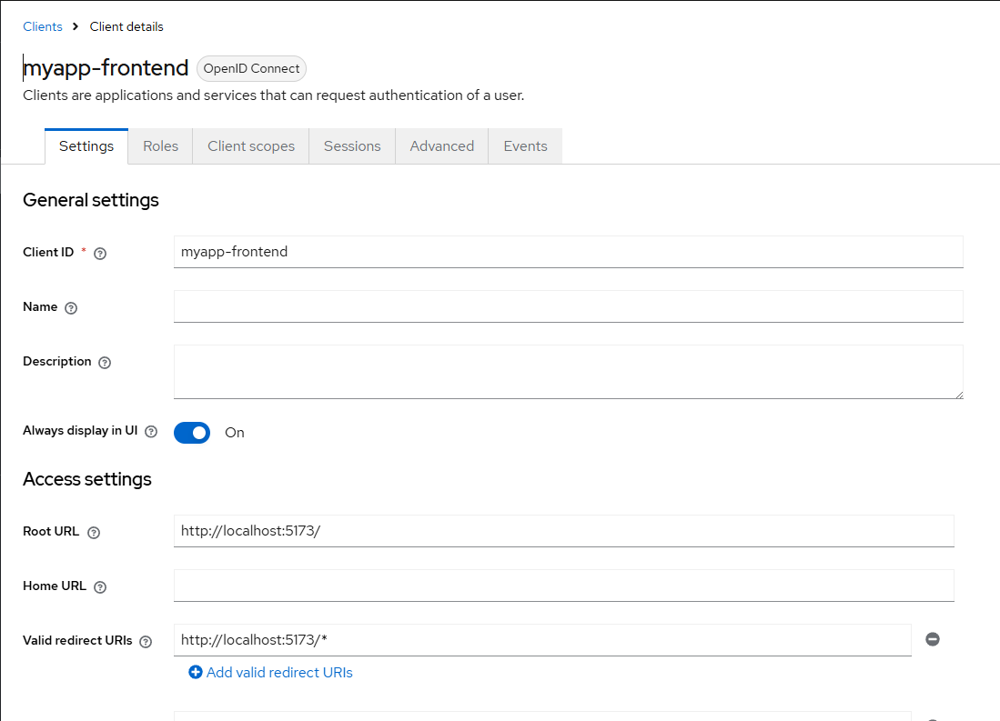 Clients > Client details
myapp-frontend OpenID Connect
Clients are applications and services that can request authentication of a user.
Settings Roles Client scopes Sessions Advanced Events
General settings
Client ID * ? myapp-frontend
Name ?
Description ?
Always display in UI ? On
Access settings
Root URL ? http://localhost:5173/
Home URL ?
Valid redirect URIs ? http://localhost:5173/*
Add valid redirect URIs